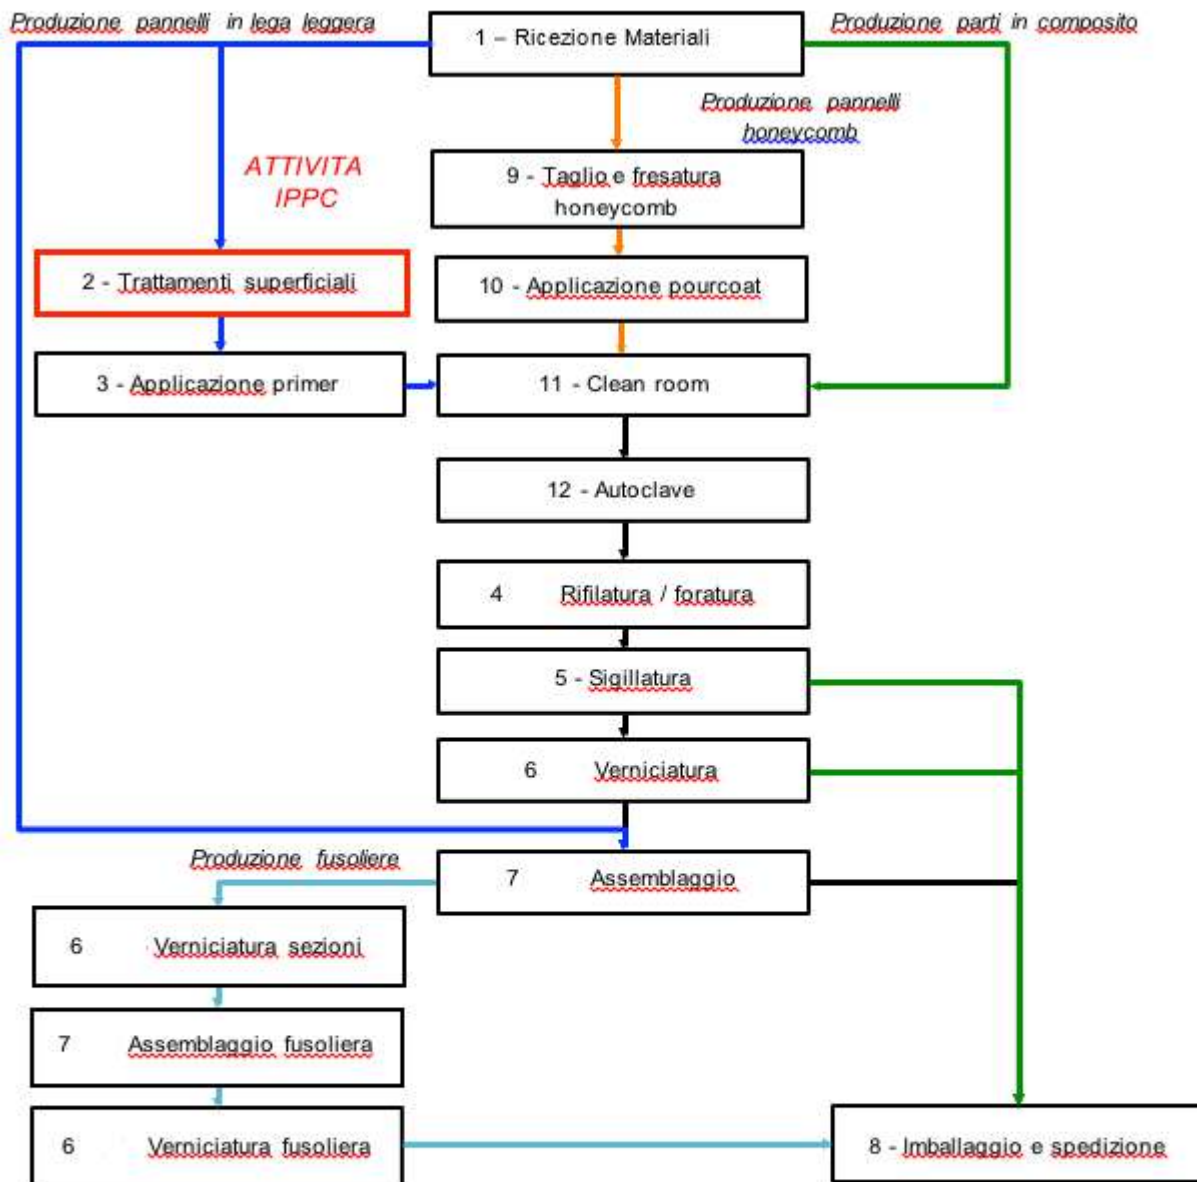 Produzione pannelli in lega leggera
1 – Ricezione Materiali
Produzione parti in composito
Produzione pannelli
honeycomb
ATTIVITA
IPPC
9 - Taglio e fresatura
honeycomb
2 - Trattamenti superficiali
10 - Applicazione pourcoat
3 - Applicazione primer
11 - Clean room
12 - Autoclave
4 Rifilatura / foratura
5 - Sigillatura
6 Verniciatura
Produzione fusoliere
7 Assemblaggio
6 Verniciatura sezioni
7 Assemblaggio fusoliera
6 Verniciatura fusoliera
8 - Imballaggio e spedizione